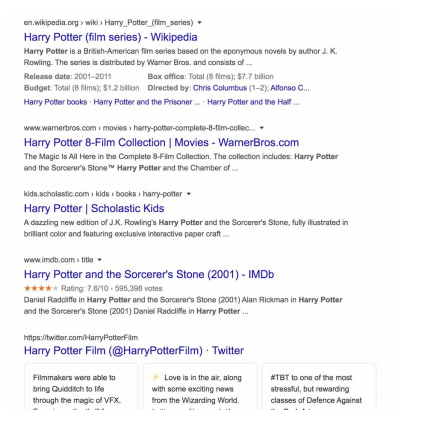 en.wikipedia.org › wiki › Harry_Potter_(film_series)
Harry Potter (film series) - Wikipedia
Harry Potter is a British-American film series based on the eponymous novels by author J. K.
Rowling. The series is distributed by Warner Bros. and consists of ...
Release date: 2001–2011 Box office: Total (8 films); $7.7 billion
Budget: Total (8 films); $1.2 billion Directed by: Chris Columbus (1–2); Alfonso C...
Harry Potter books · Harry Potter and the Prisoner ... · Harry Potter and the Half ...
www.warnerbros.com › movies › harry-potter-complete-8-film-collec...
Harry Potter 8-Film Collection | Movies - WarnerBros.com
The Magic Is All Here in the Complete 8-Film Collection. The collection includes: Harry Potter
and the Sorcerer's Stone™ Harry Potter and the Chamber of ...
kids.scholastic.com › kids › books › harry-potter
Harry Potter | Scholastic Kids
A dazzling new edition of J.K. Rowling's Harry Potter and the Sorcerer's Stone, fully illustrated in
brilliant color and featuring exclusive interactive paper craft ...
www.imdb.com › title
Harry Potter and the Sorcerer's Stone (2001) - IMDb
Rating: 7.6/10 - 595,398 votes
Daniel Radcliffe in Harry Potter and the Sorcerer's Stone (2001) Alan Rickman in Harry Potter
and the Sorcerer's Stone (2001) Daniel Radcliffe in Harry Potter ...
https://twitter.com/HarryPotterFilm
Harry Potter Film (@HarryPotterFilm) · Twitter
Filmmakers were able to
bring Quidditch to life
through the magic of VFX.
Love is in the air, along
with some exciting news
from the Wizarding World.
#TBT to one of the most
stressful, but rewarding
classes of Defence Against